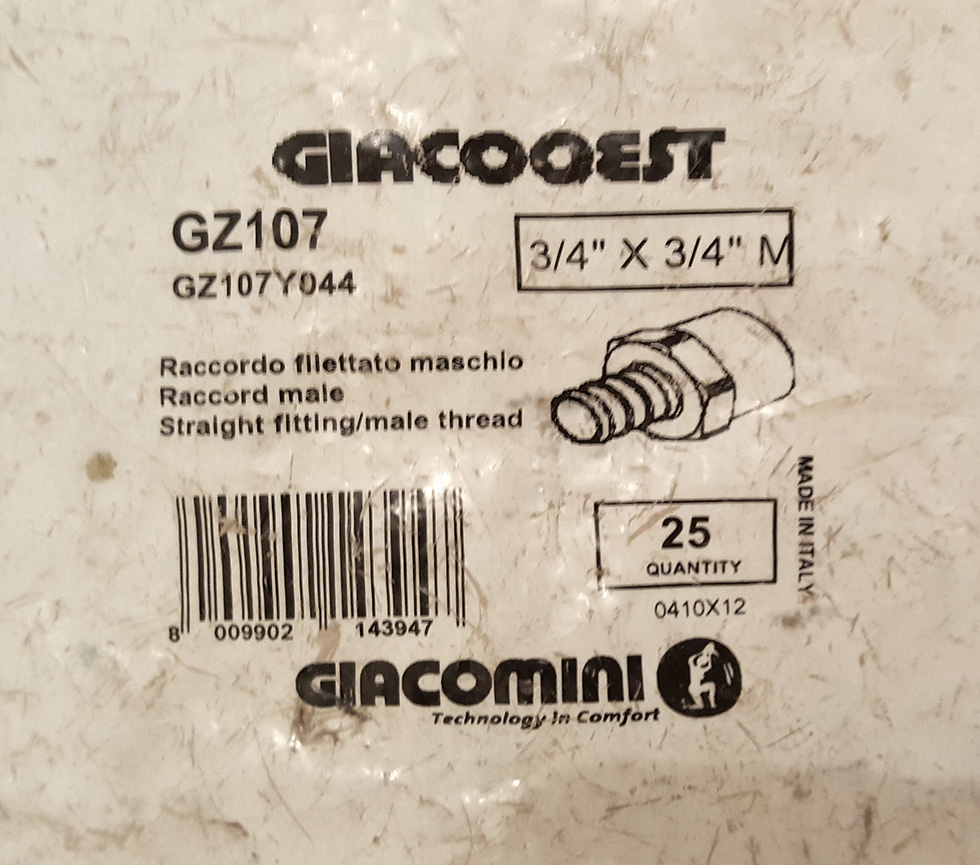 GIACOQEST
GZ107
3/4" X 3/4" M
GZ107Y044
Raccordo filettato maschio
Raccord male
Straight fitting/male thread
MADE IN ITALY
25
QUANTITY
0410X12
8 009902 143947
GIACOMINI
Technology in Comfort